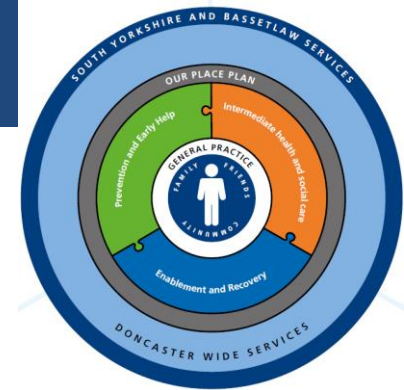 SOUTH YORKSHIRE AND BASSETLAW SERVICES
OUR PLACE PLAN
Prevention and Early Help
Intermediate health and social care
GENERAL PRACTICE
FAMILY
FRIENDS
COMMUNITY
Enablement and Recovery
DONCASTER WIDE SERVICES